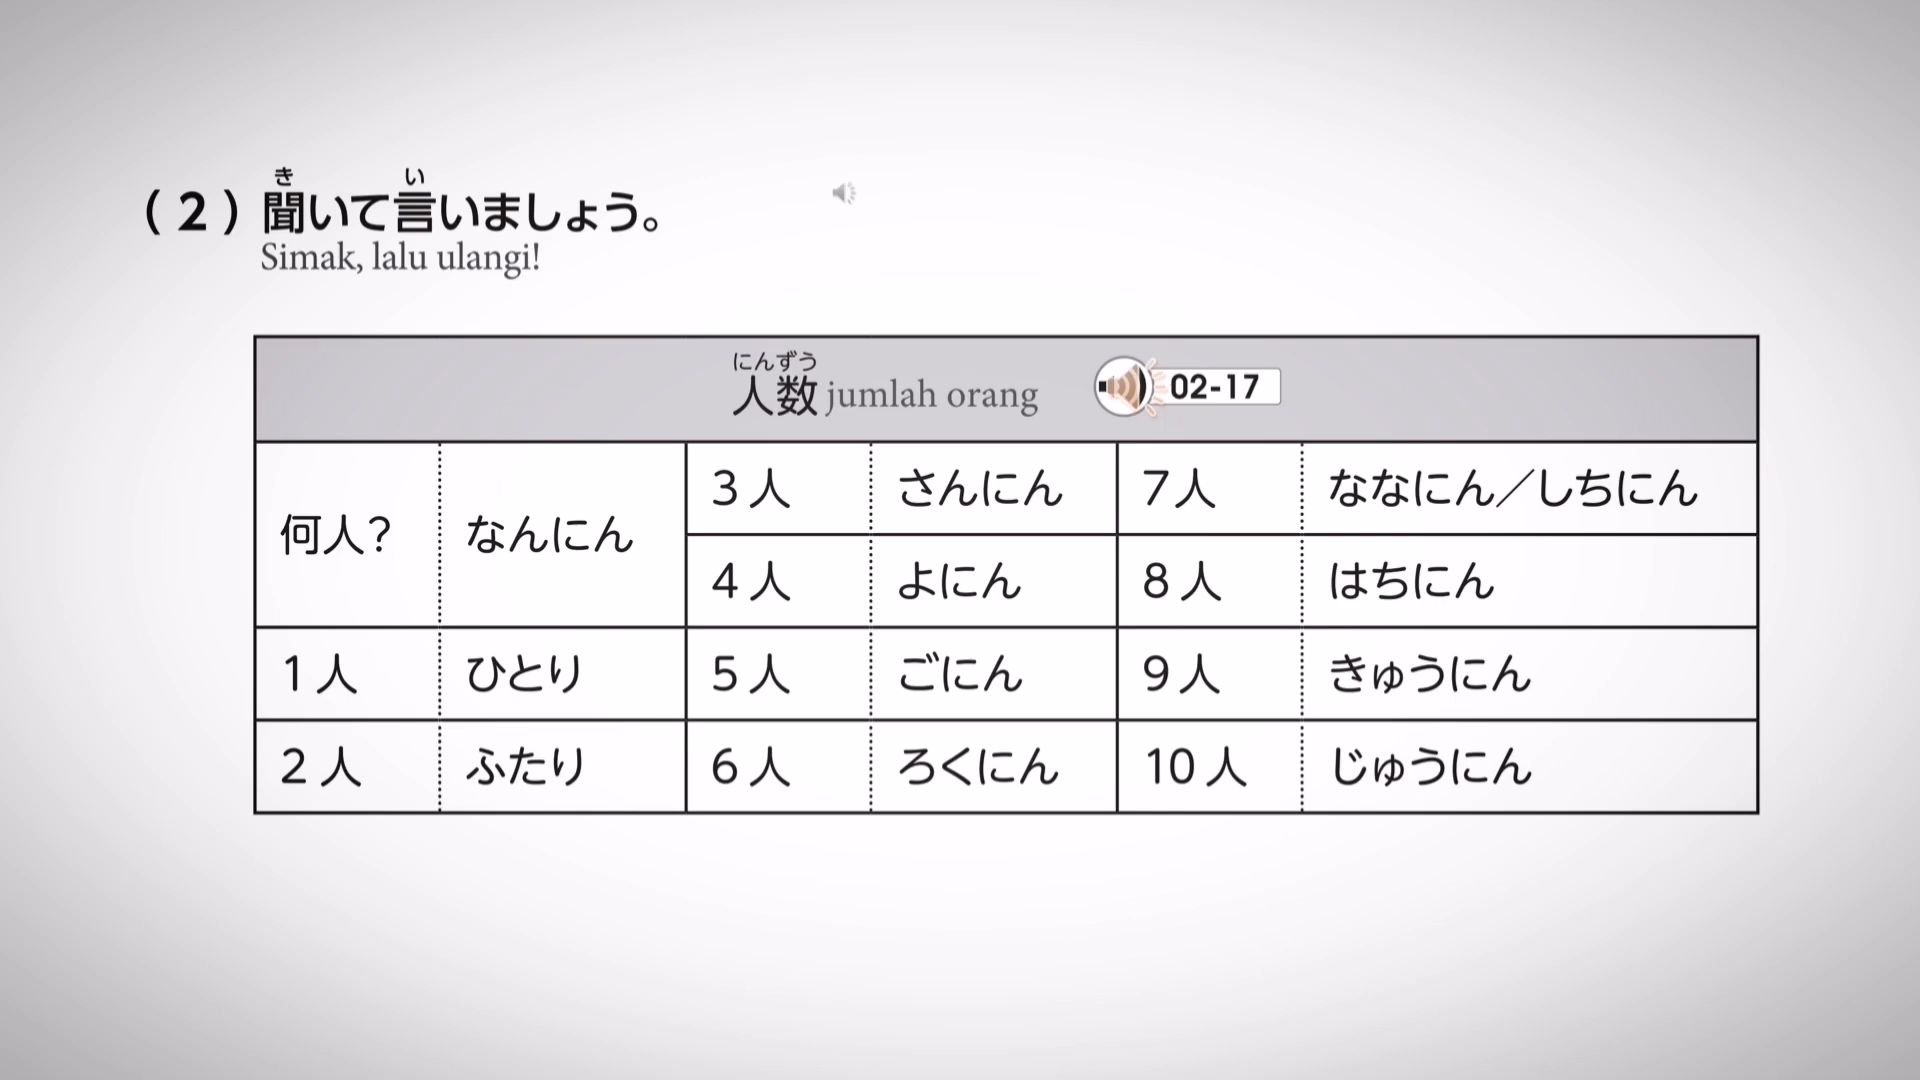 (2) 聞いて言いましょう。
き い
Simak, lalu ulangi!
にんずう
人数 jumlah orang 02-17
何人? なんにん
1人 ひとり
2人 ふたり
3人 さんにん
4人 よにん
5人 ごにん
6人 ろくにん
7人 ななにん／しちにん
8人 はちにん
9人 きゅうにん
10人 じゅうにん